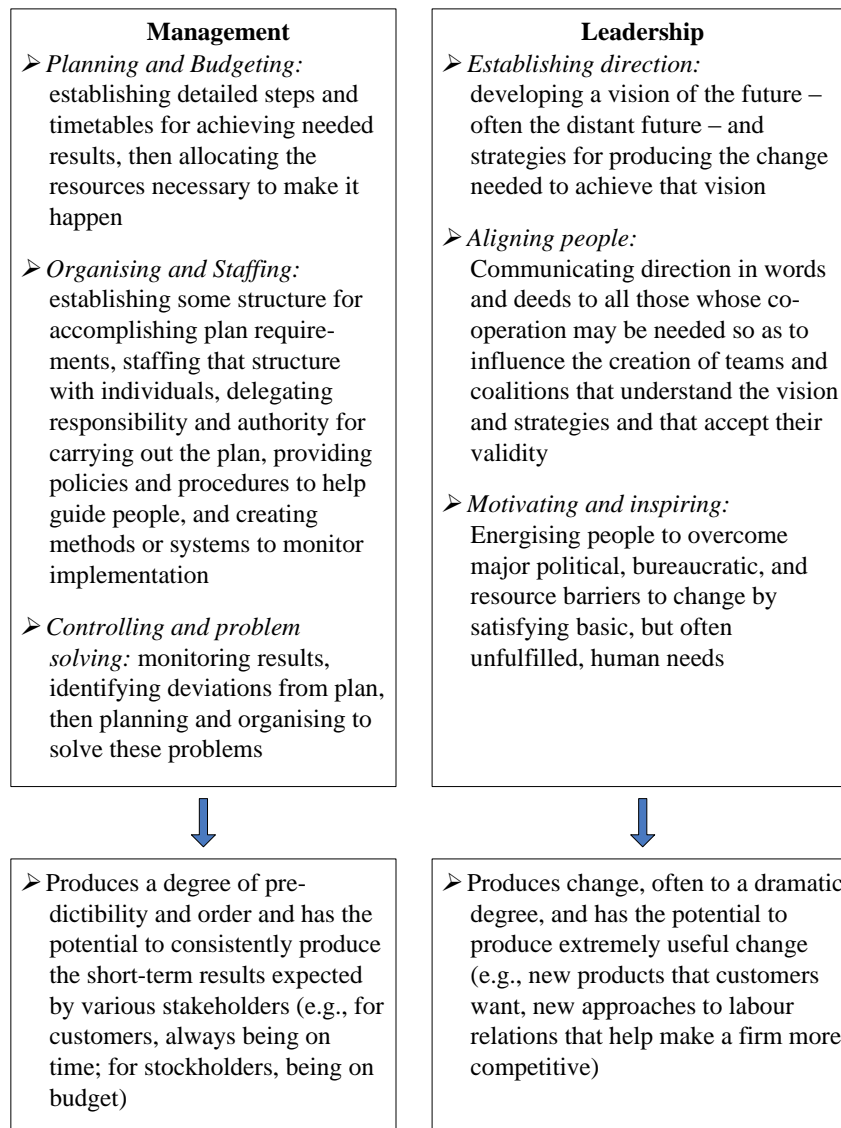 Management
➢ Planning and Budgeting:
establishing detailed steps and
timetables for achieving needed
results, then allocating the
resources necessary to make it
happen
➢ Organising and Staffing:
establishing some structure for
accomplishing plan require-
ments, staffing that structure
with individuals, delegating
responsibility and authority for
carrying out the plan, providing
policies and procedures to help
guide people, and creating
methods or systems to monitor
implementation
➢ Controlling and problem
solving: monitoring results,
identifying deviations from plan,
then planning and organising to
solve these problems
Leadership
➢ Establishing direction:
developing a vision of the future –
often the distant future – and
strategies for producing the change
needed to achieve that vision
➢ Aligning people:
Communicating direction in words
and deeds to all those whose co-
operation may be needed so as to
influence the creation of teams and
coalitions that understand the vision
and strategies and that accept their
validity
➢ Motivating and inspiring:
Energising people to overcome
major political, bureaucratic, and
resource barriers to change by
satisfying basic, but often
unfulfilled, human needs
➢ Produces a degree of pre-
dictibility and order and has the
potential to consistently produce
the short-term results expected
by various stakeholders (e.g., for
customers, always being on
time; for stockholders, being on
budget)
➢ Produces change, often to a dramatic
degree, and has the potential to
produce extremely useful change
(e.g., new products that customers
want, new approaches to labour
relations that help make a firm more
competitive)